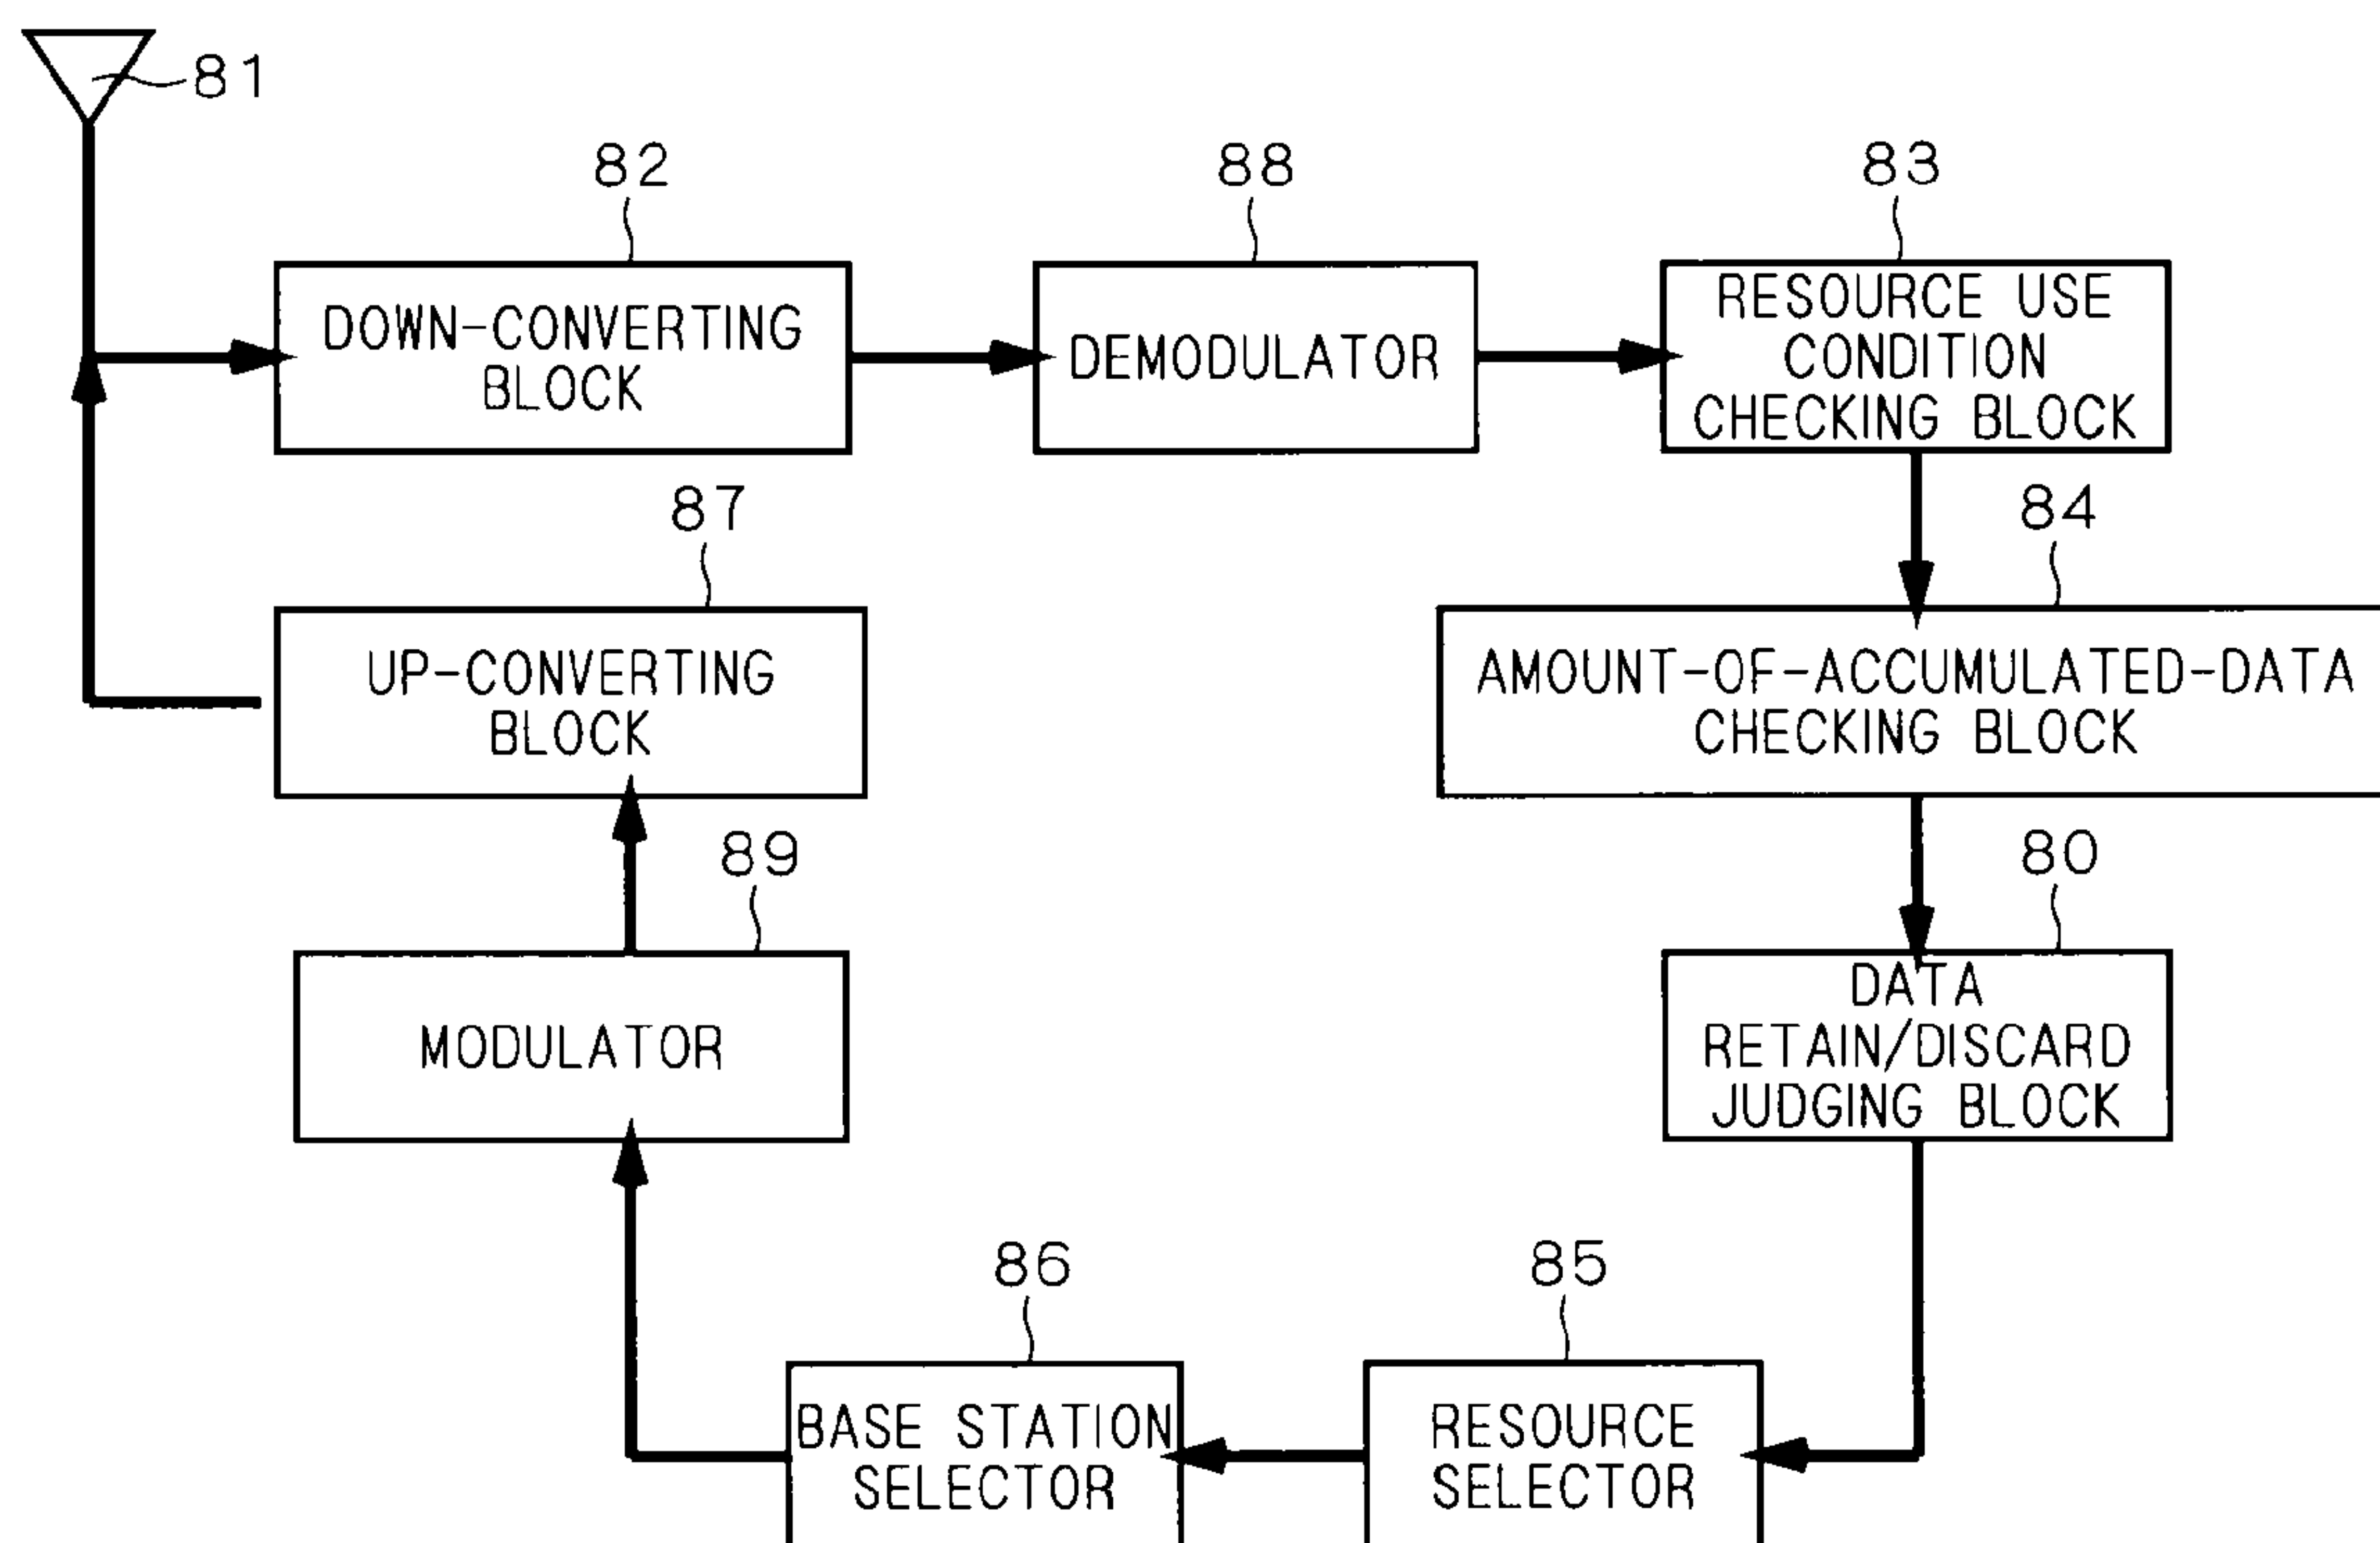 81
82
88
83
DOWN-CONVERTING
BLOCK
DEMODULATOR
RESOURCE USE
CONDITION
CHECKING BLOCK
87
84
UP-CONVERTING
BLOCK
AMOUNT-OF-ACCUMULATED-DATA
CHECKING BLOCK
89
80
MODULATOR
DATA
RETAIN/DISCARD
JUDGING BLOCK
86
85
BASE STATION
SELECTOR
RESOURCE
SELECTOR